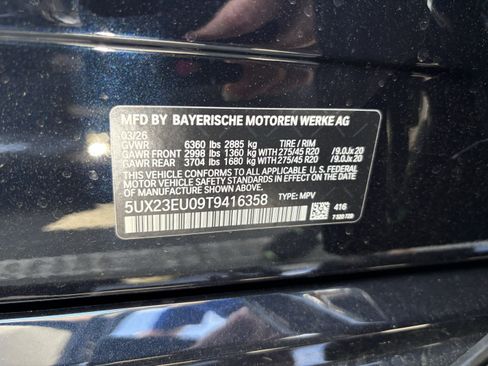 MFD BY BAYERISCHE MOTOREN WERKE AG
03/26
GVWR 6360 lbs 2885 kg TIRE / RIM
GAWR FRONT 2998 lbs 1360 kg WITH 275/45 R20 /9.0Jx20
GAWR REAR 3704 lbs 1680 kg WITH 275/45 R20 /9.0Jx20
THIS VEHICLE CONFORMS TO ALL APPLICABLE U. S. FEDERAL
MOTOR VEHICLE SAFETY STANDARDS IN EFFECT ON THE DATE
OF MANUFACTURE SHOWN ABOVE.
5UX23EU09T9416358 TYPE: MPV 416